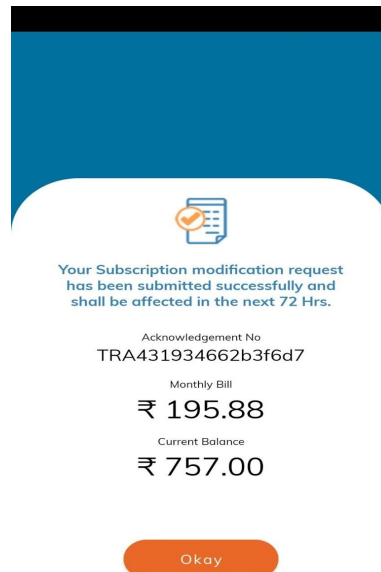 Your Subscription modification request
has been submitted successfully and
shall be affected in the next 72 Hrs.
Acknowledgement No
TRA431934662b3f6d7
Monthly Bill
₹ 195.88
Current Balance
₹ 757.00
Okay